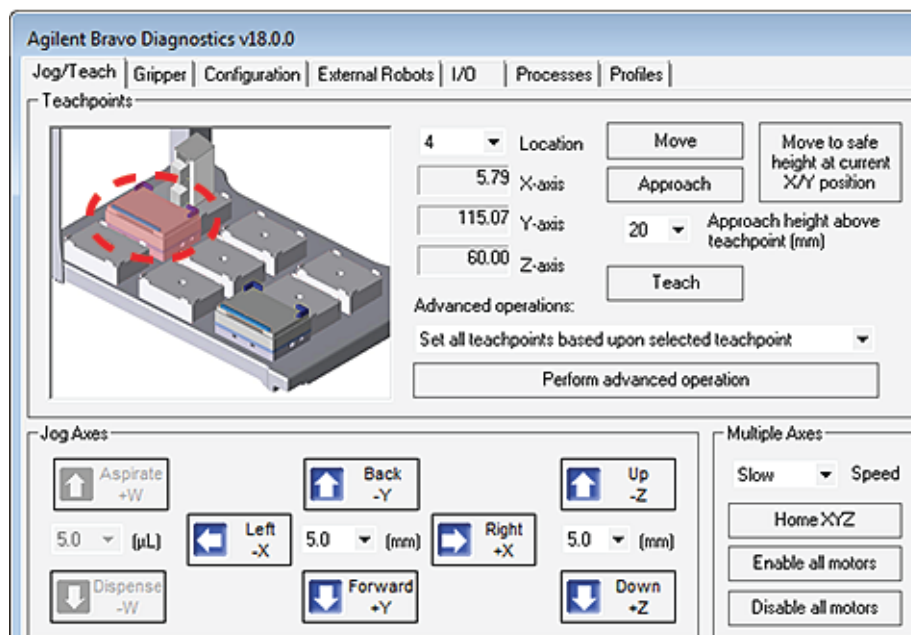 Agilent Bravo Diagnostics v18.0.0
Jog/Teach Gripper Configuration External Robots I/O Processes Profiles
Teachpoints
4 Location
5.79 X-axis
115.07 Y-axis
60.00 Z-axis
Move
Approach
Move to safe
height at current
X/Y position
20 Approach height above
teachpoint (mm)
Teach
Advanced operations:
Set all teachpoints based upon selected teachpoint
Perform advanced operation
Jog Axes
Aspirate
+W
5.0 (µL)
Dispense
-W
Back
-Y
Left
-X
5.0 (mm)
Right
+X
Forward
+Y
Up
-Z
5.0 (mm)
Down
+Z
Multiple Axes
Slow Speed
Home XYZ
Enable all motors
Disable all motors